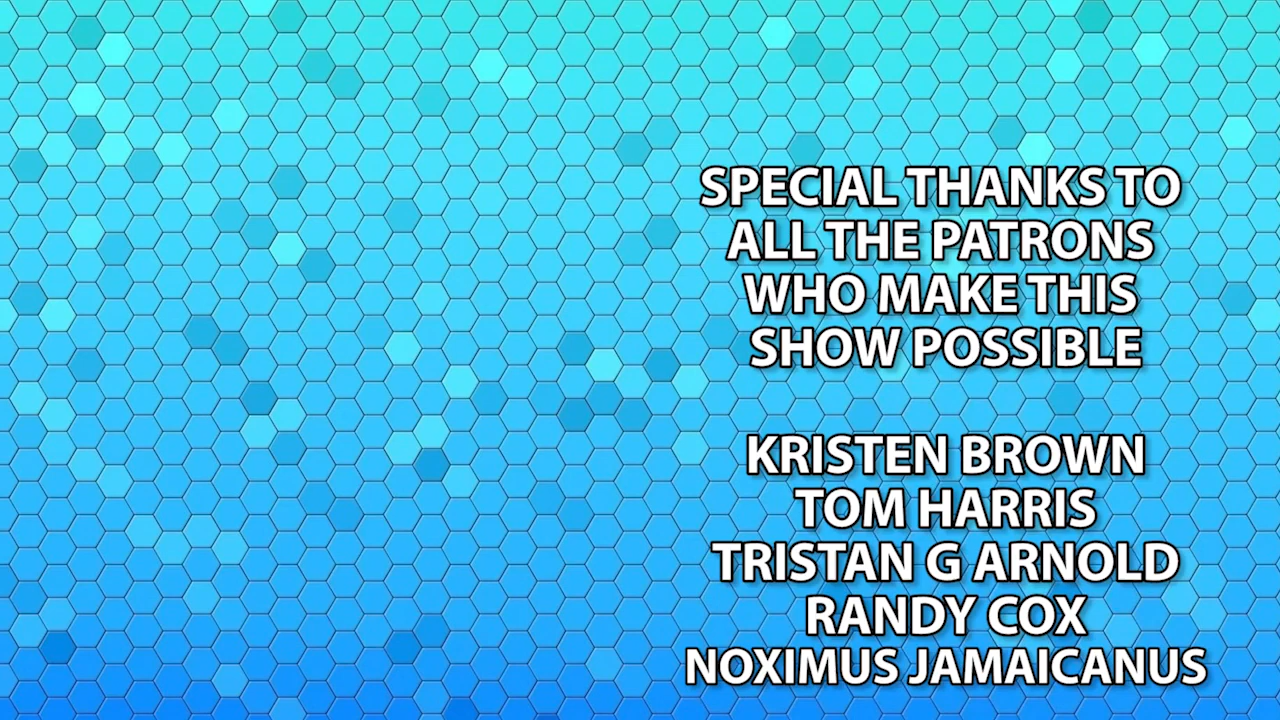 SPECIAL THANKS TO
ALL THE PATRONS
WHO MAKE THIS
SHOW POSSIBLE
KRISTEN BROWN
TOM HARRIS
TRISTAN G ARNOLD
RANDY COX
NOXIMUS JAMAICANUS